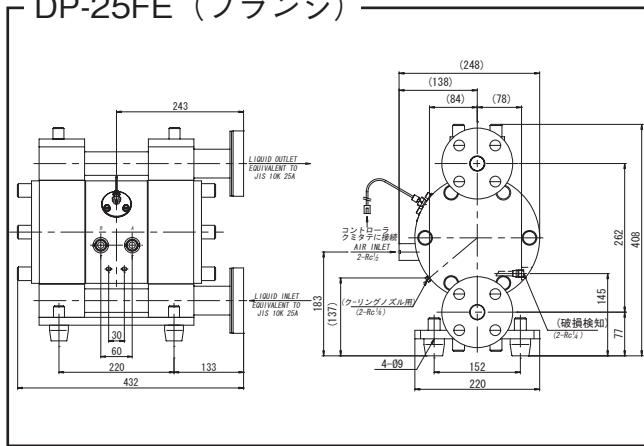 DP-25FE（フランジ）
243
LIQUID OUTLET
EQUIVALENT TO
JIS 10K 25A
B A
LIQUID INLET
EQUIVALENT TO
JIS 10K 25A
30
60
220 133
432
(248)
(138)
(84) (78)
コントローラ
クミタテに接続
AIR INLET
2-Rc½
183
(137)
(クーリングノズル用)
(2-Rc⅛)
(破損検知)
(2-Rc¼)
4-Ø9
152
220
145
77
262
408